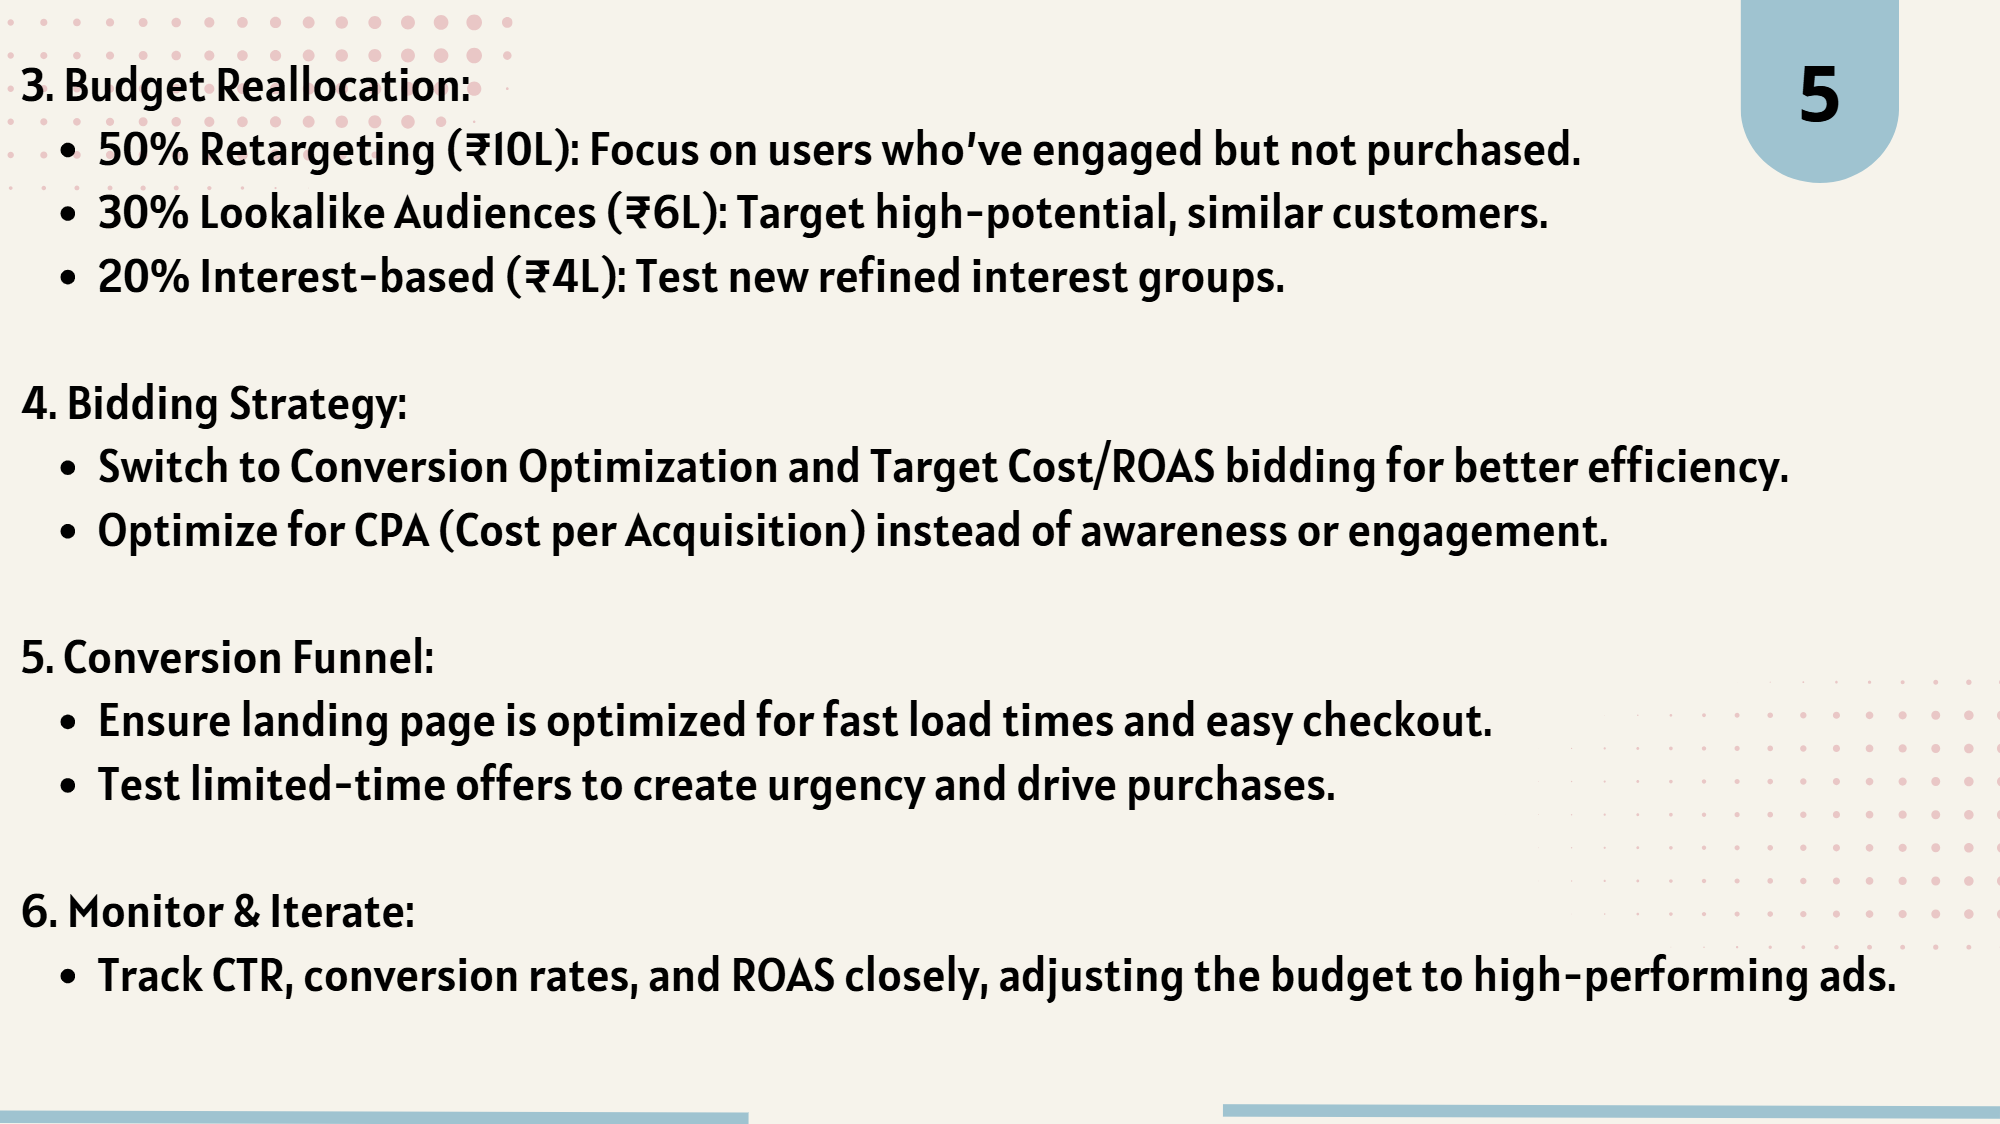 5
3. Budget Reallocation:
• 50% Retargeting (₹10L): Focus on users who've engaged but not purchased.
• 30% Lookalike Audiences (₹6L): Target high-potential, similar customers.
• 20% Interest-based (₹4L): Test new refined interest groups.
4. Bidding Strategy:
• Switch to Conversion Optimization and Target Cost/ROAS bidding for better efficiency.
• Optimize for CPA (Cost per Acquisition) instead of awareness or engagement.
5. Conversion Funnel:
• Ensure landing page is optimized for fast load times and easy checkout.
• Test limited-time offers to create urgency and drive purchases.
6. Monitor & Iterate:
• Track CTR, conversion rates, and ROAS closely, adjusting the budget to high-performing ads.